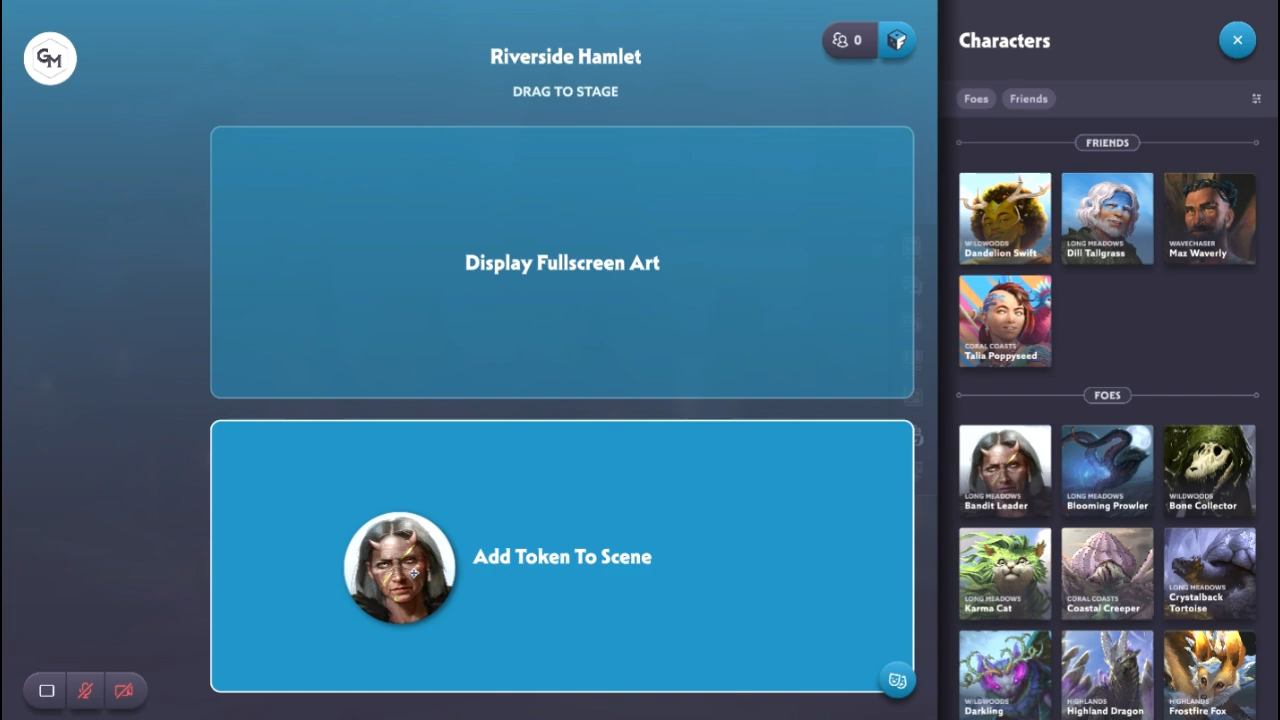 GM
Riverside Hamlet
DRAG TO STAGE
0
Display Fullscreen Art
Add Token To Scene
Characters
Foes
Friends
FRIENDS
WILDWOODS
Dandelion Swift
LONG MEADOWS
Dill Tallgrass
WAVECHASER
Maz Waverly
CORAL COASTS
Talia Poppyseed
FOES
LONG MEADOWS
Bandit Leader
LONG MEADOWS
Blooming Prowler
WILDWOODS
Bone Collector
LONG MEADOWS
Karma Cat
CORAL COASTS
Coastal Creeper
LONG MEADOWS
Crystalback
Tortoise
WILDWOODS
Darkling
HIGHLANDS
Highland Dragon
HIGHLANDS
Frostfire Fox